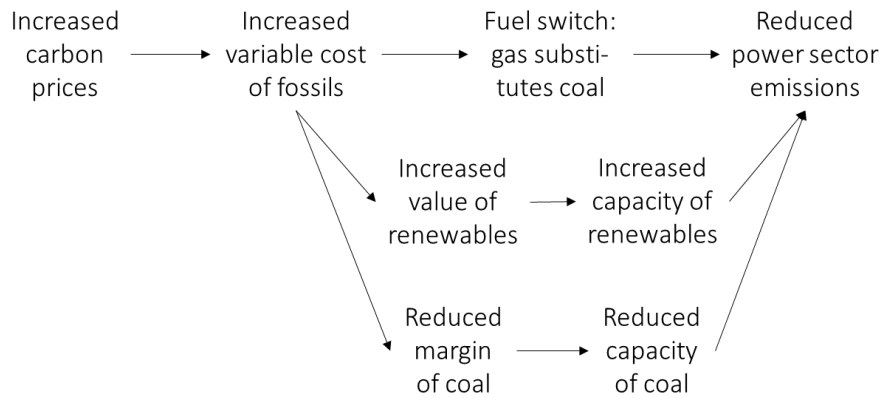 Increased
carbon
prices
Increased
variable cost
of fossils
Fuel switch:
gas substi-
tutes coal
Reduced
power sector
emissions
Increased
value of
renewables
Increased
capacity of
renewables
Reduced
margin
of coal
Reduced
capacity
of coal